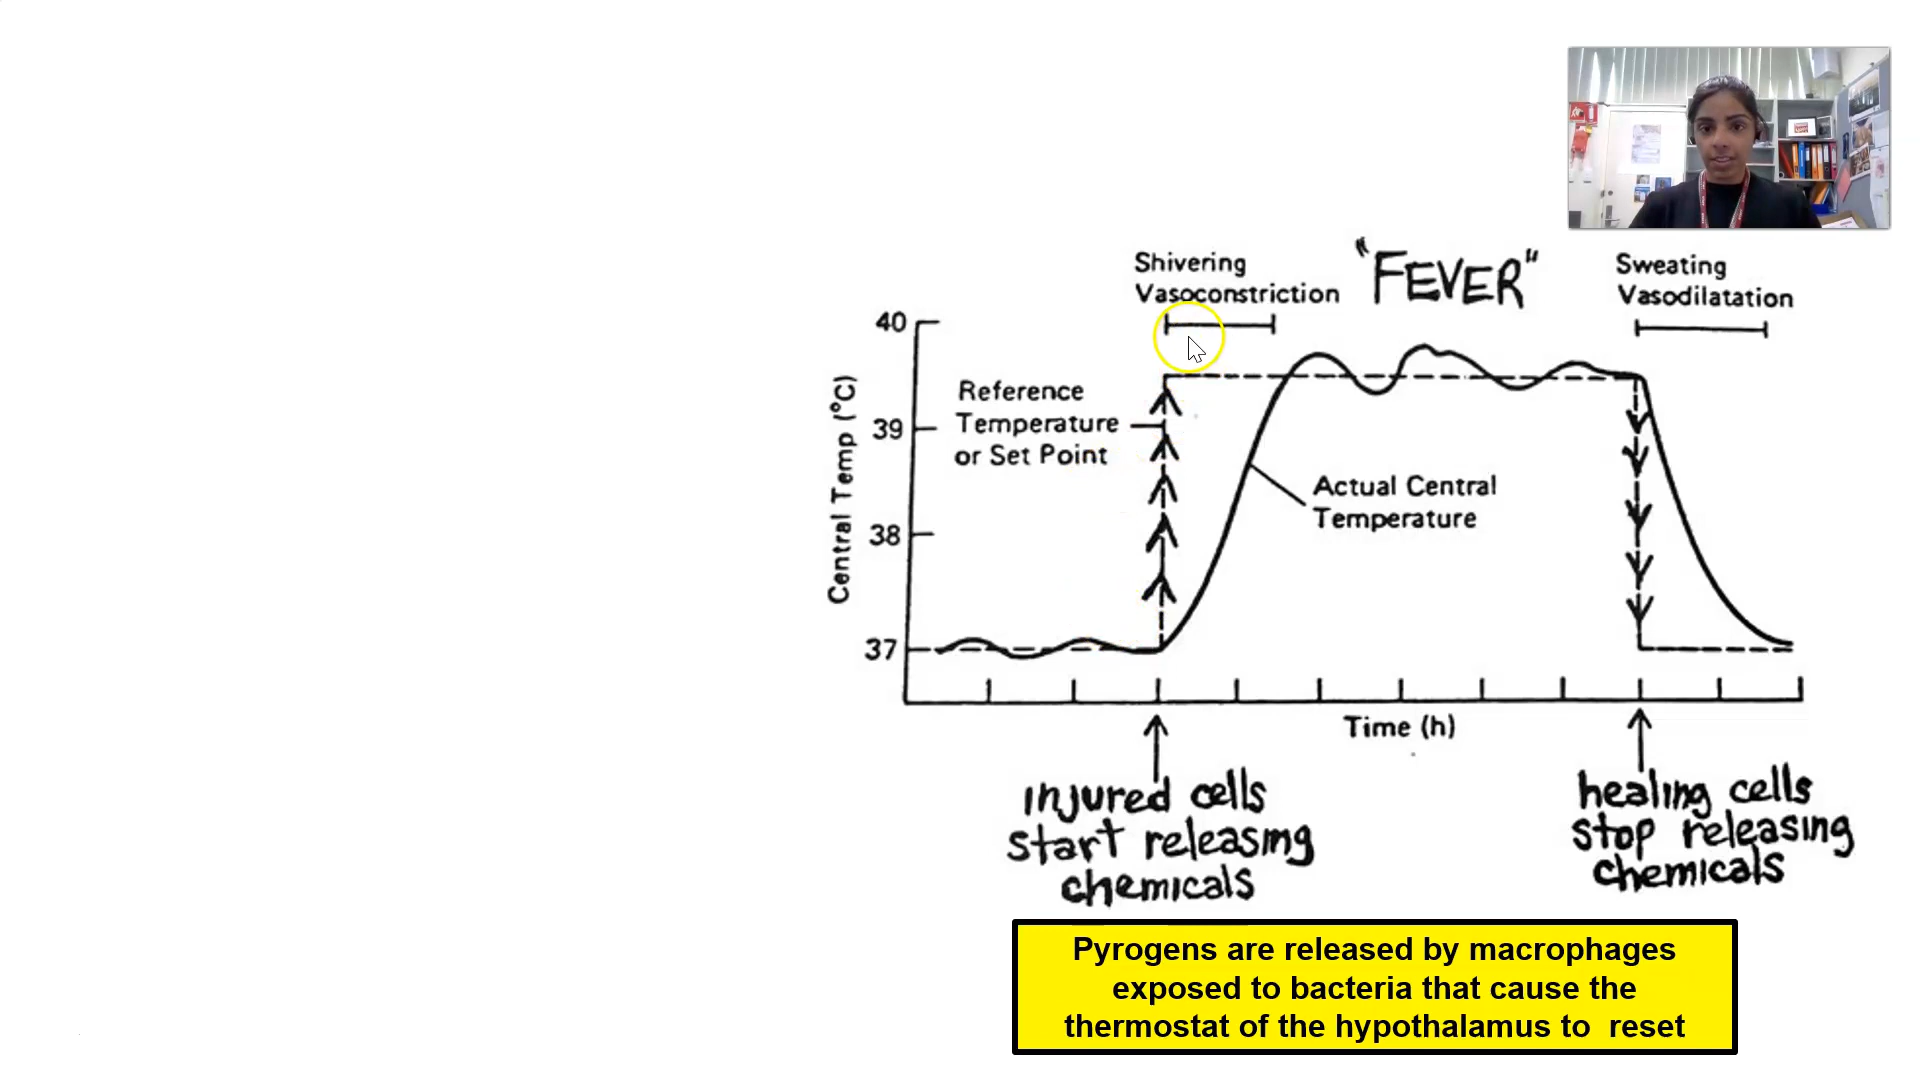 Shivering
Vasoconstriction
"FEVER"
Sweating
Vasodilatation
40
39
38
37
Central Temp (°C)
Reference
Temperature
or Set Point
Actual Central
Temperature
Time (h)
injured cells
start releasing
chemicals
healing cells
stop releasing
chemicals
Pyrogens are released by macrophages
exposed to bacteria that cause the
thermostat of the hypothalamus to reset